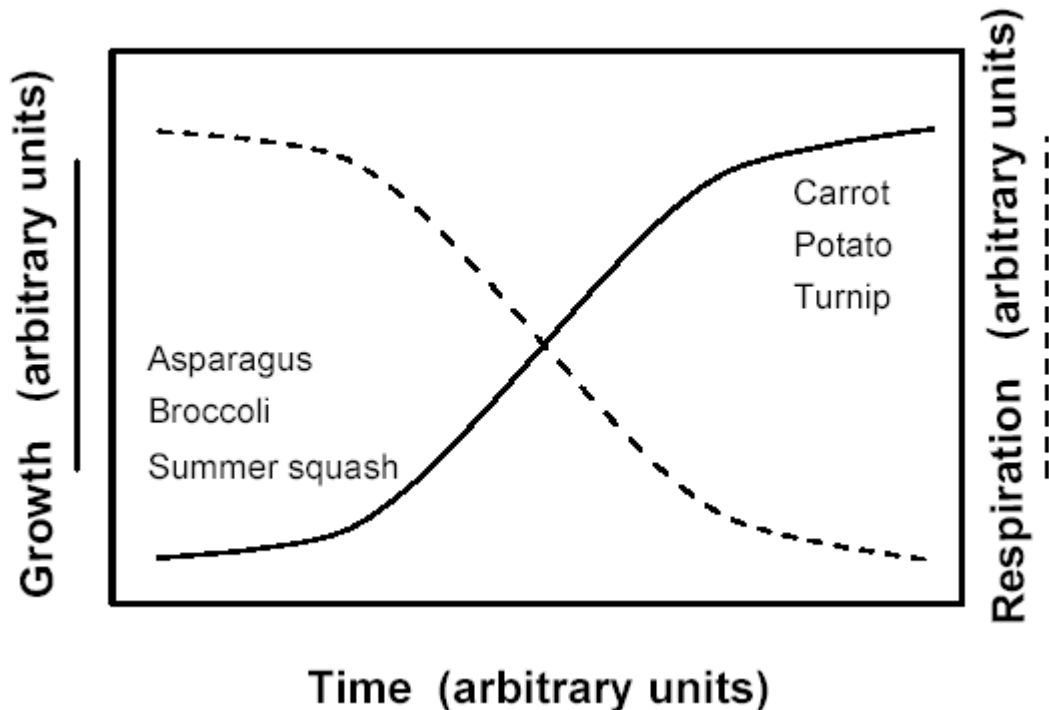 Growth (arbitrary units)
Asparagus
Broccoli
Summer squash
Carrot
Potato
Turnip
Respiration (arbitrary units)
Time (arbitrary units)